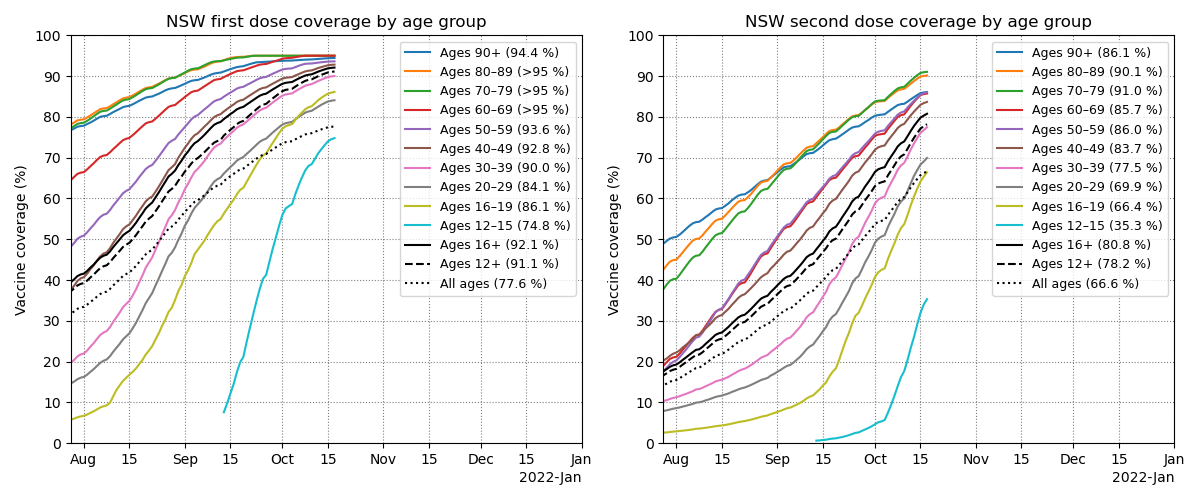 NSW first dose coverage by age group
Vaccine coverage (%)
100
90
80
70
60
50
40
30
20
10
0
Ages 90+ (94.4 %)
Ages 80–89 (>95 %)
Ages 70–79 (>95 %)
Ages 60–69 (>95 %)
Ages 50–59 (93.6 %)
Ages 40–49 (92.8 %)
Ages 30–39 (90.0 %)
Ages 20–29 (84.1 %)
Ages 16–19 (86.1 %)
Ages 12–15 (74.8 %)
Ages 16+ (92.1 %)
Ages 12+ (91.1 %)
All ages (77.6 %)
Aug 15 Sep 15 Oct 15 Nov 15 Dec 15 Jan
2022-Jan
NSW second dose coverage by age group
Vaccine coverage (%)
100
90
80
70
60
50
40
30
20
10
0
Ages 90+ (86.1 %)
Ages 80–89 (90.1 %)
Ages 70–79 (91.0 %)
Ages 60–69 (85.7 %)
Ages 50–59 (86.0 %)
Ages 40–49 (83.7 %)
Ages 30–39 (77.5 %)
Ages 20–29 (69.9 %)
Ages 16–19 (66.4 %)
Ages 12–15 (35.3 %)
Ages 16+ (80.8 %)
Ages 12+ (78.2 %)
All ages (66.6 %)
Aug 15 Sep 15 Oct 15 Nov 15 Dec 15 Jan
2022-Jan